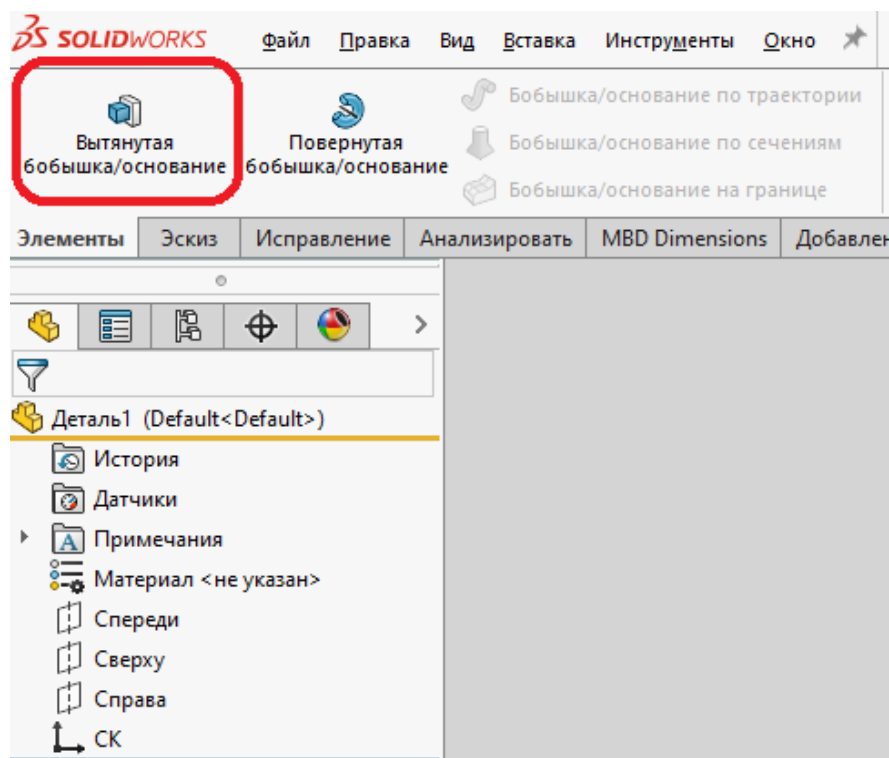 SOLIDWORKS Файл Правка Вид Вставка Инструменты Окно
Вытянутая
бобышка/основание
Повернутая
бобышка/основание
Бобышка/основание по траектории
Бобышка/основание по сечениям
Бобышка/основание на границе
Элементы Эскиз Исправление Анализировать MBD Dimensions Добавлен
Деталь1 (Default<Default>)
История
Датчики
A Примечания
Материал <не указан>
Спереди
Сверху
Справа
СК